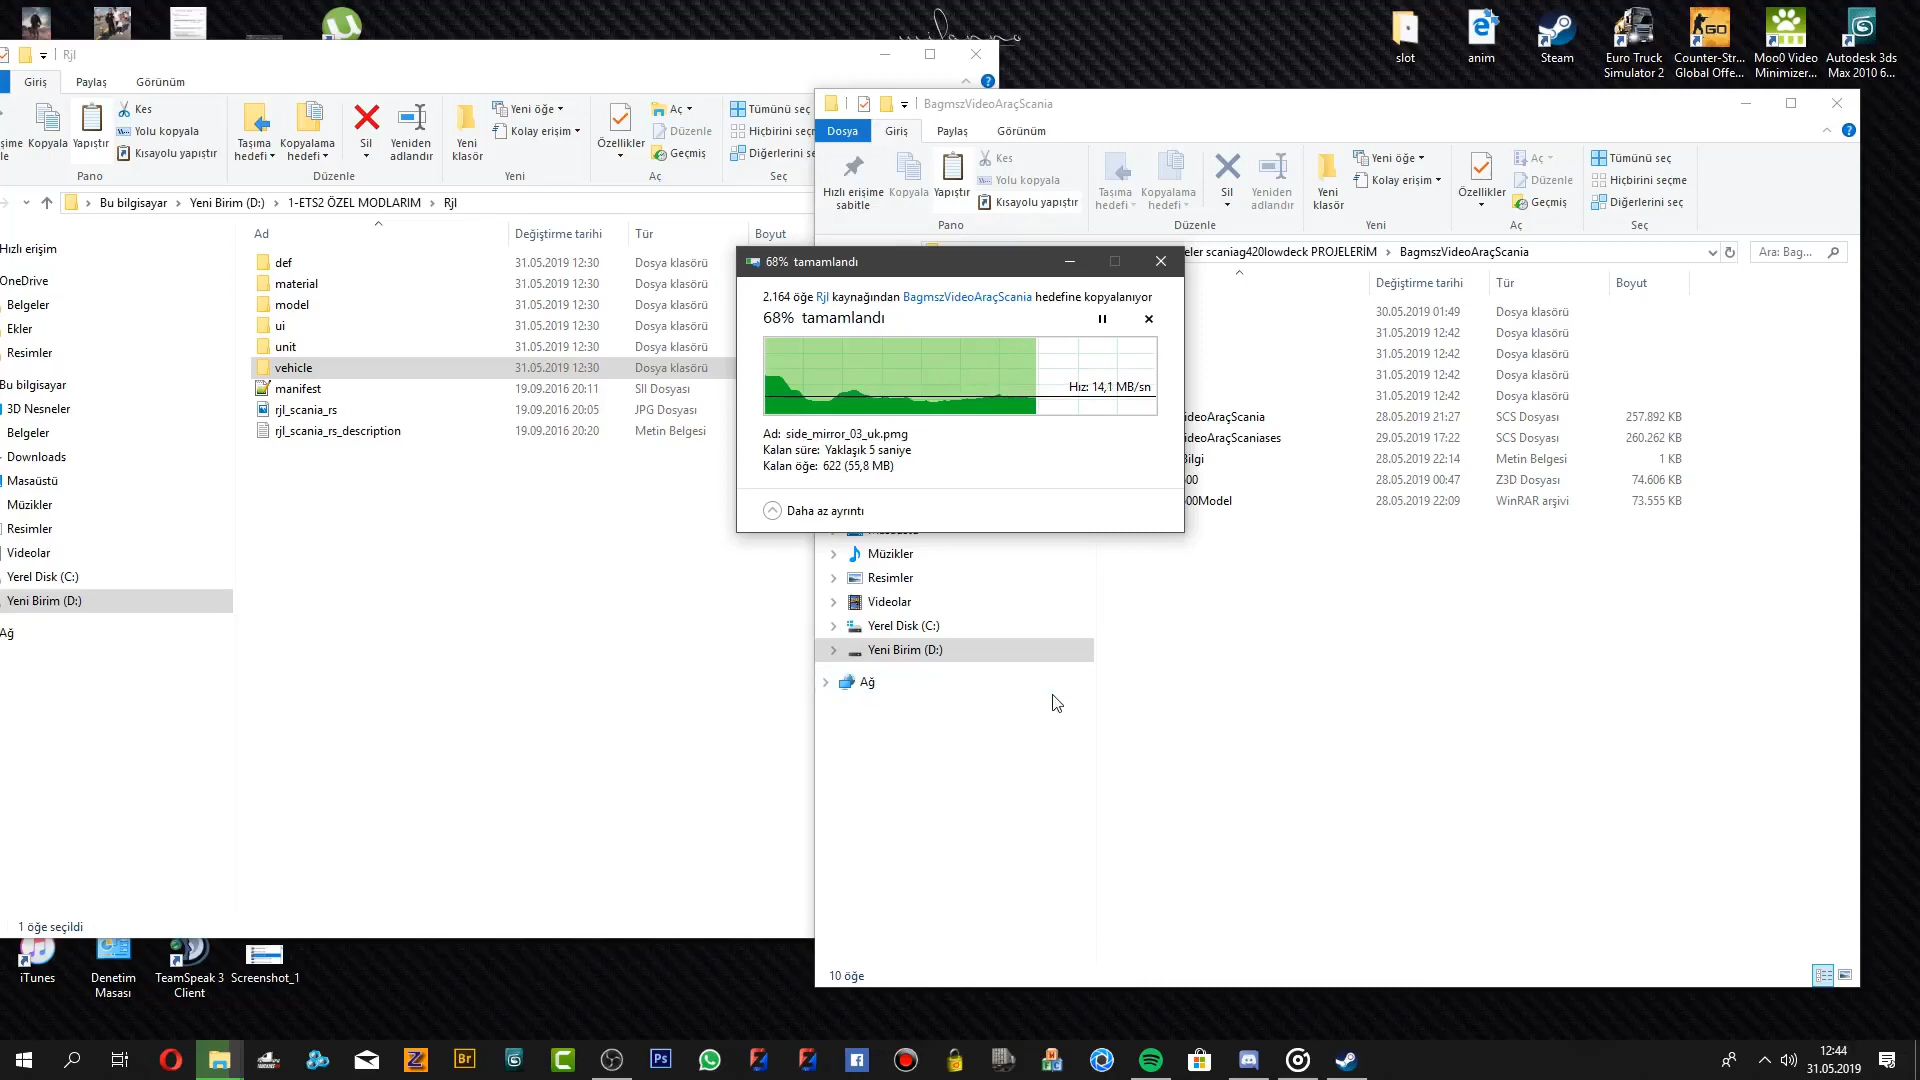 slot
anim
Steam
Euro Truck
Simulator 2
Counter-Str...
Global Offe...
Moo0 Video
Minimizer...
Autodesk 3ds
Max 2010 6...
Rjl
Giriş
Paylaş
Görünüm
Kopyala
Yapıştır
Kes
Yolu kopyala
Kısayolu yapıştır
Taşıma
hedefi
Kopyalama
hedefi
Sil
Yeniden
adlandır
Yeni
klasör
Yeni öğe
Kolay erişim
Özellikler
Aç
Düzenle
Geçmiş
Tümünü seç
Hiçbirini seç
Diğerlerini se
Pano
Düzenle
Yeni
Aç
Seç
Bu bilgisayar
Yeni Birim (D:)
1-ETS2 ÖZEL MODLARIM
Rjl
Hızlı erişim
OneDrive
Belgeler
Ekler
Resimler
Bu bilgisayar
3D Nesneler
Belgeler
Downloads
Masaüstü
Müzikler
Resimler
Videolar
Yerel Disk (C:)
Yeni Birim (D:)
Ağ
Ad
Değiştirme tarihi
Tür
Boyut
def 31.05.2019 12:30 Dosya klasörü
material 31.05.2019 12:30 Dosya klasörü
model 31.05.2019 12:30 Dosya klasörü
ui 31.05.2019 12:30 Dosya klasörü
unit 31.05.2019 12:30 Dosya klasörü
vehicle 31.05.2019 12:30 Dosya klasörü
manifest 19.09.2016 20:11 SII Dosyası
rjl_scania_rs 19.09.2016 20:05 JPG Dosyası
rjl_scania_rs_description 19.09.2016 20:20 Metin Belgesi
1 öğe seçildi
BagmszVideoAraçScania
Dosya
Giriş
Paylaş
Görünüm
Hızlı erişime
sabitle
Kopyala
Yapıştır
Kes
Yolu kopyala
Kısayolu yapıştır
Taşıma
hedefi
Kopyalama
hedefi
Sil
Yeniden
adlandır
Yeni
klasör
Yeni öğe
Kolay erişim
Özellikler
Aç
Düzenle
Geçmiş
Tümünü seç
Hiçbirini seçme
Diğerlerini seç
Pano
Düzenle
Yeni
Aç
Seç
eler scaniag420lowdeck PROJELERİM
BagmszVideoAraçScania
Ara: Bag...
Değiştirme tarihi
Tür
Boyut
30.05.2019 01:49 Dosya klasörü
31.05.2019 12:42 Dosya klasörü
31.05.2019 12:42 Dosya klasörü
31.05.2019 12:42 Dosya klasörü
31.05.2019 12:42 Dosya klasörü
ideoAraçScania 28.05.2019 21:27 SCS Dosyası 257.892 KB
ideoAraçScaniases 29.05.2019 17:22 SCS Dosyası 260.262 KB
Bilgi 28.05.2019 22:14 Metin Belgesi 1 KB
00 28.05.2019 00:47 Z3D Dosyası 74.606 KB
00Model 28.05.2019 22:09 WinRAR arşivi 73.555 KB
Müzikler
Resimler
Videolar
Yerel Disk (C:)
Yeni Birim (D:)
Ağ
10 öğe
68% tamamlandı
2.164 öğe Rjl kaynağından BagmszVideoAraçScania hedefine kopyalanıyor
68% tamamlandı
Hız: 14,1 MB/sn
Ad: side_mirror_03_uk.pmg
Kalan süre: Yaklaşık 5 saniye
Kalan öğe: 622 (55,8 MB)
Daha az ayrıntı
iTunes
Denetim
Masası
TeamSpeak 3
Client
Screenshot_1
Br
Ps
12:44
31.05.2019